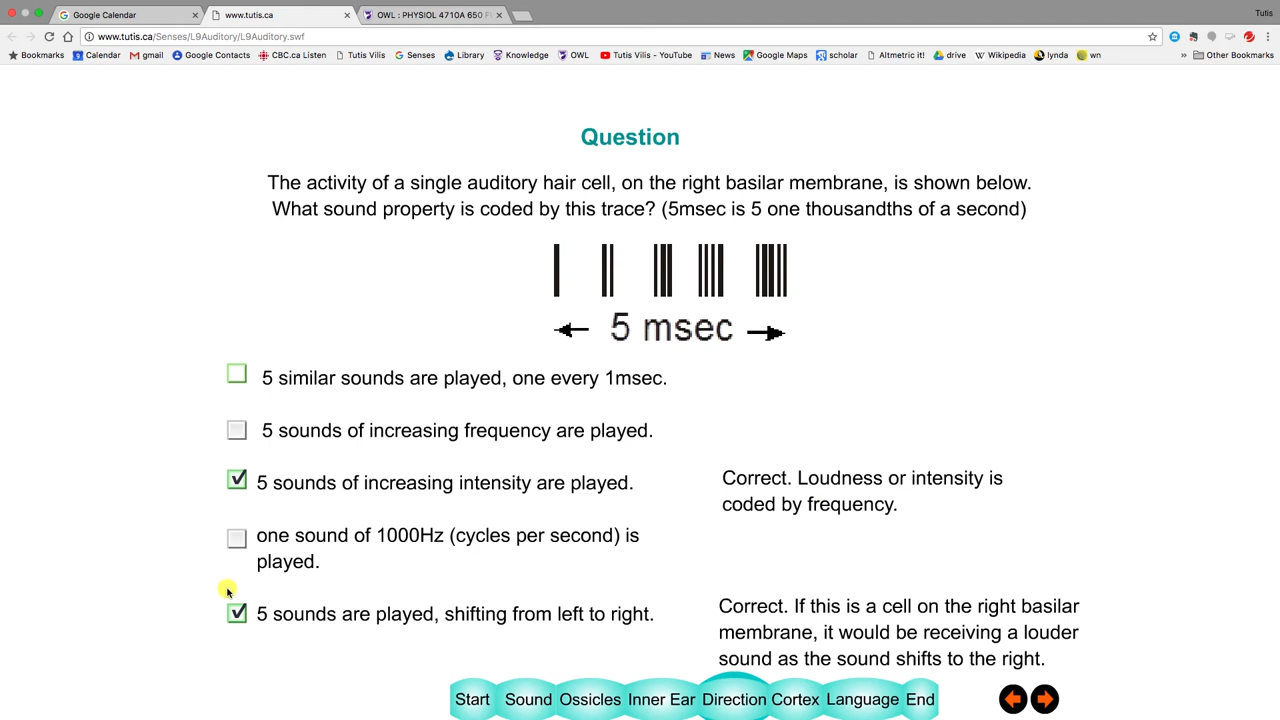 Google Calendar
www.tutis.ca
OWL : PHYSIOL 4710A 650 F
Tutis
www.tutis.ca/Senses/L9Auditory/L9Auditory.swf
Bookmarks Calendar gmail Google Contacts CBC.ca Listen Tutis Vilis Senses Library Knowledge OWL Tutis Vilis - YouTube News Google Maps scholar Altmetric it! drive Wikipedia lynda wn » Other Bookmarks
Question
The activity of a single auditory hair cell, on the right basilar membrane, is shown below.
What sound property is coded by this trace? (5msec is 5 one thousandths of a second)
5 msec
5 similar sounds are played, one every 1msec.
5 sounds of increasing frequency are played.
5 sounds of increasing intensity are played.
Correct. Loudness or intensity is
coded by frequency.
one sound of 1000Hz (cycles per second) is
played.
5 sounds are played, shifting from left to right.
Correct. If this is a cell on the right basilar
membrane, it would be receiving a louder
sound as the sound shifts to the right.
Start Sound Ossicles Inner Ear Direction Cortex Language End